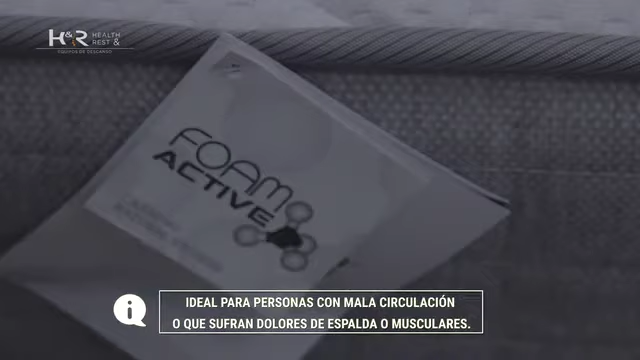 H&R HEALTH
REST &
EQUIPOS DE DESCANSO
FOAM
ACTIVE
IDEAL PARA PERSONAS CON MALA CIRCULACIÓN
O QUE SUFRAN DOLORES DE ESPALDA O MUSCULARES.